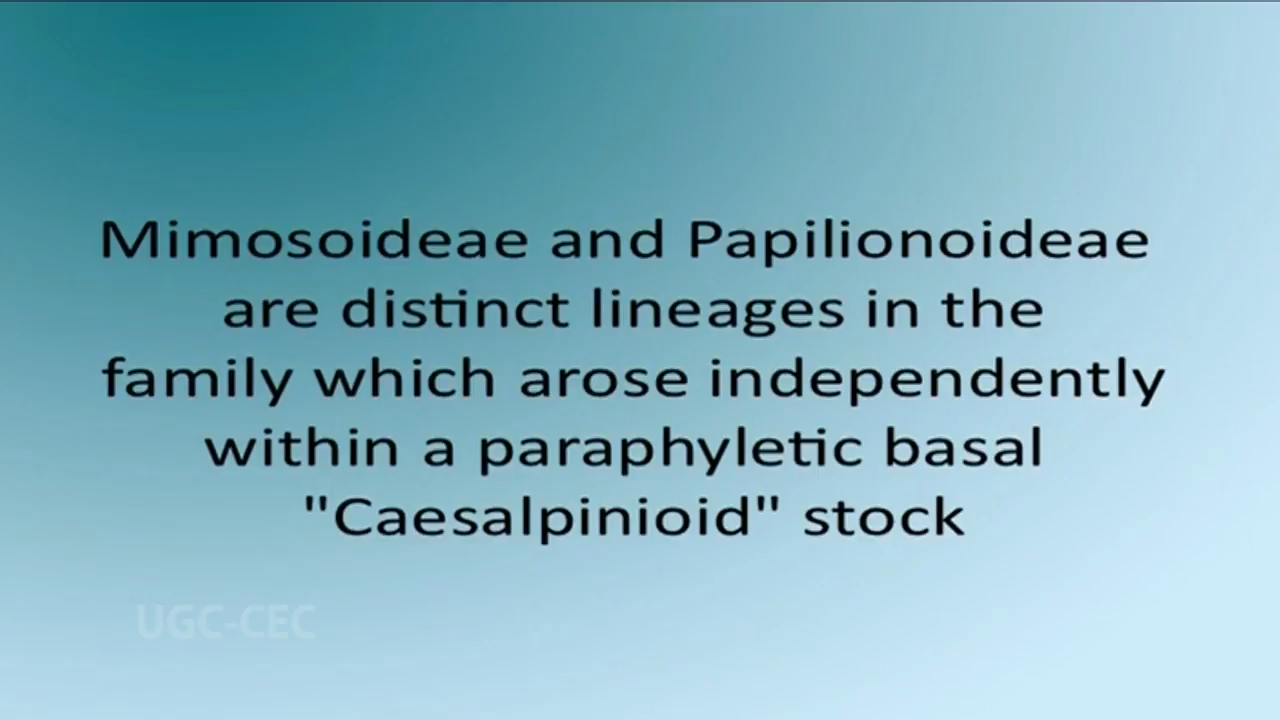 Mimosoideae and Papilionoideae
are distinct lineages in the
family which arose independently
within a paraphyletic basal
"Caesalpinioid" stock
UGC-CEC